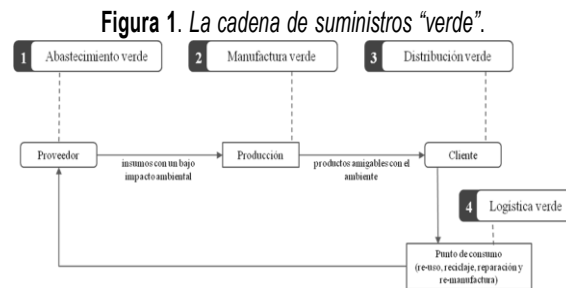 Figura 1. La cadena de suministros “verde”.
1 Abastecimiento verde
2 Manufactura verde
3 Distribución verde
Proveedor
insumos con un bajo
impacto ambiental
Producción
productos amigables con el
ambiente
Cliente
4 Logística verde
Punto de consumo
(re-uso, reciclaje, reparación y
re-manufactura)